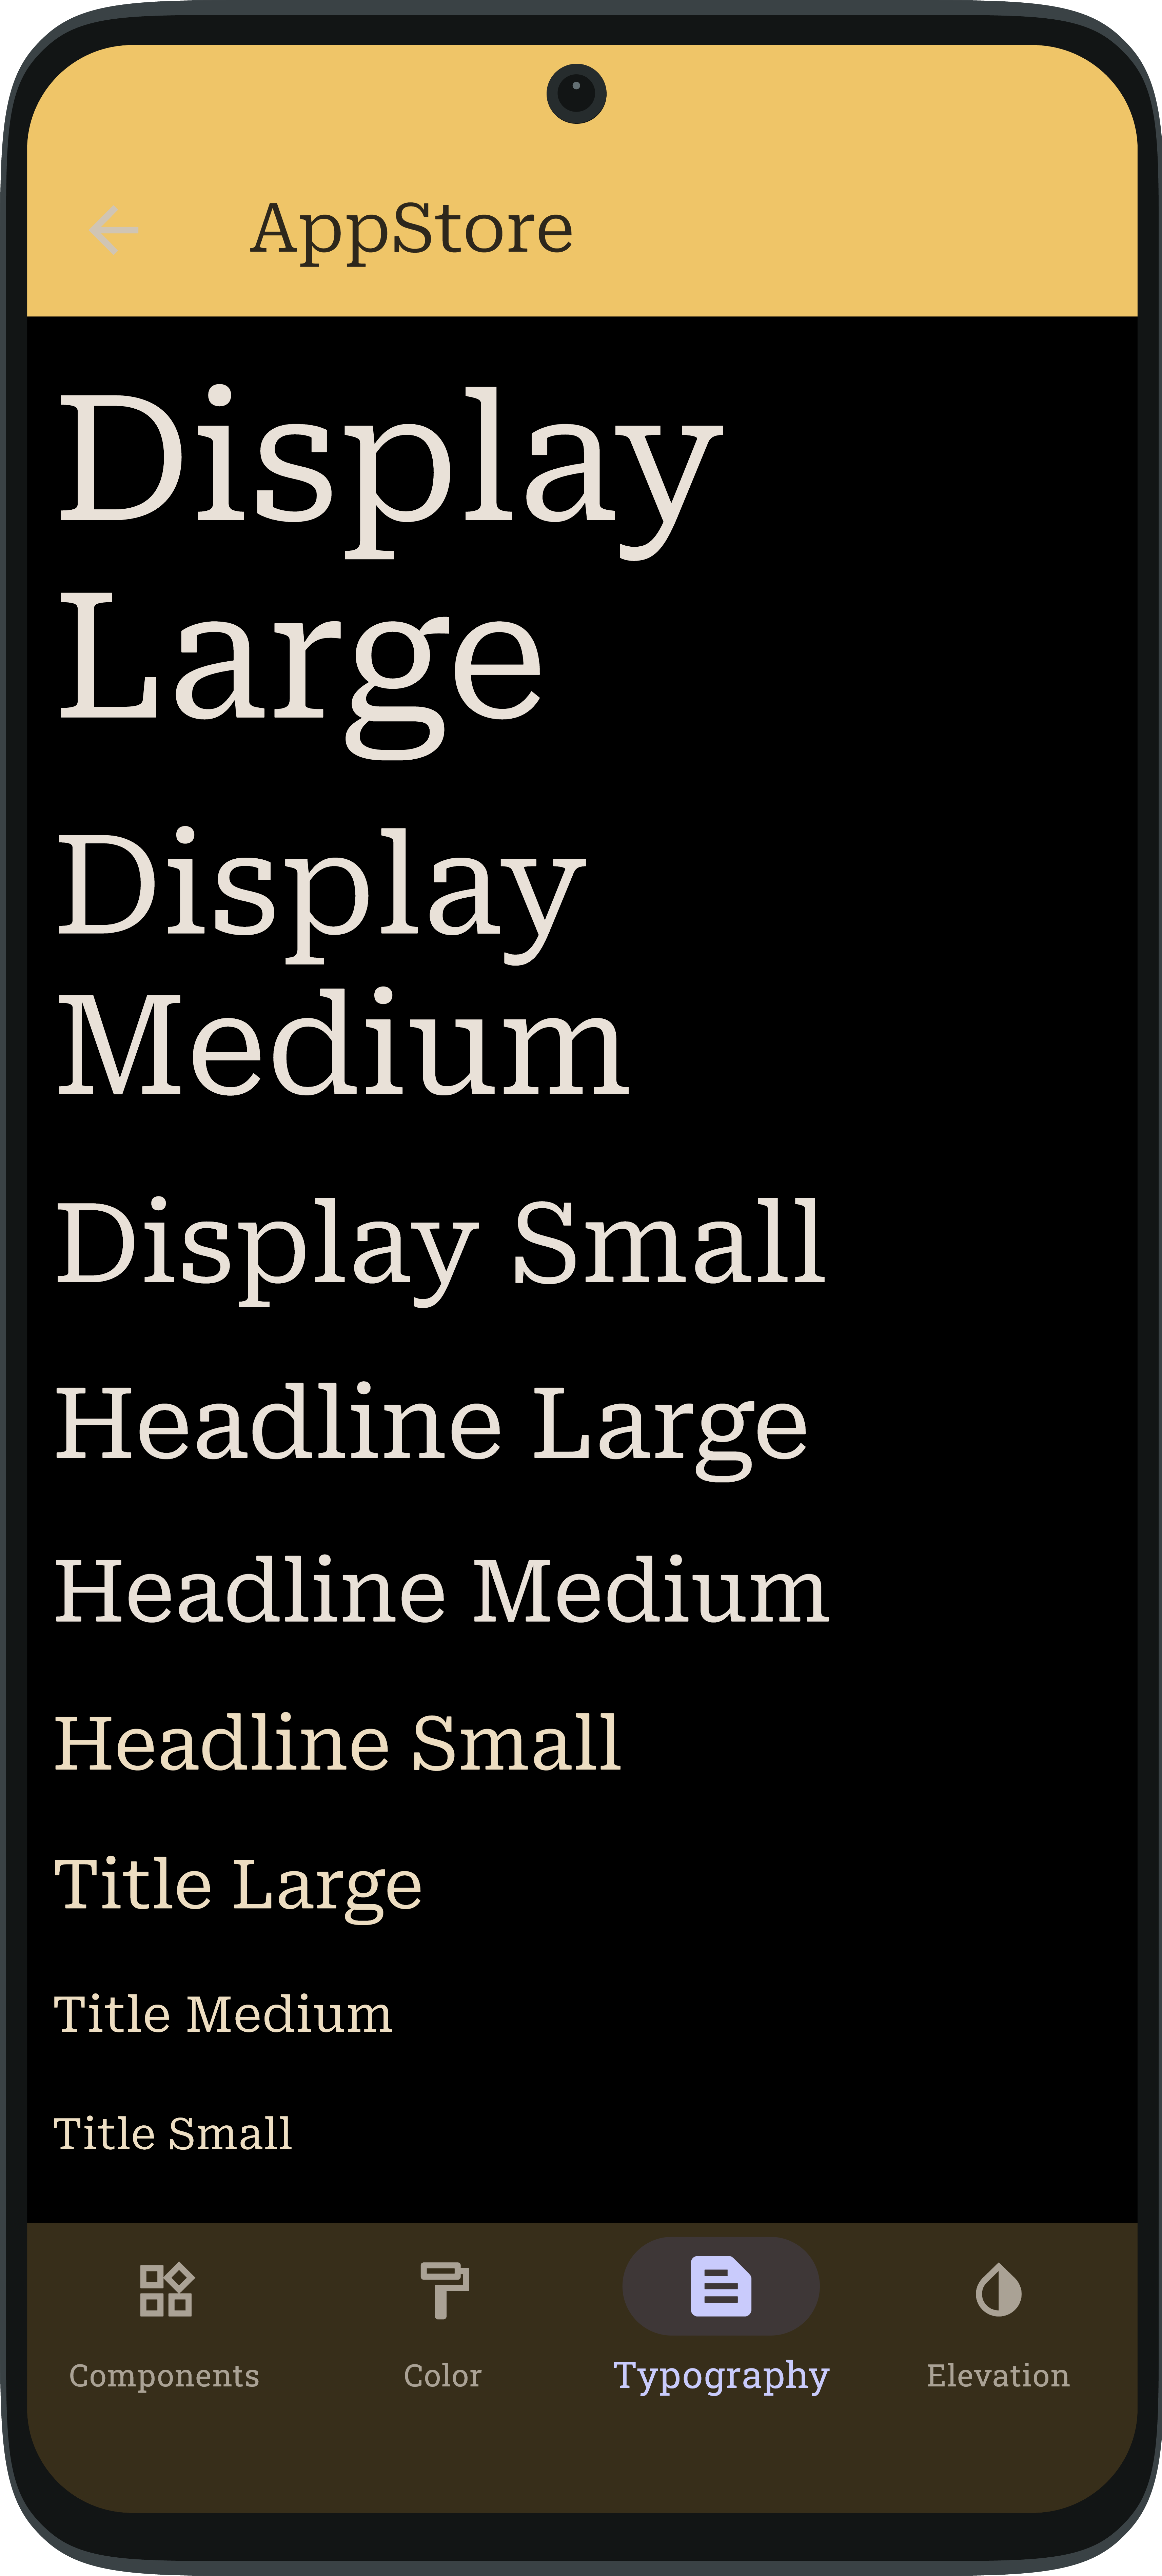 AppStore
Display
Large
Display
Medium
Display Small
Headline Large
Headline Medium
Headline Small
Title Large
Title Medium
Title Small
Components
Color
Typography
Elevation